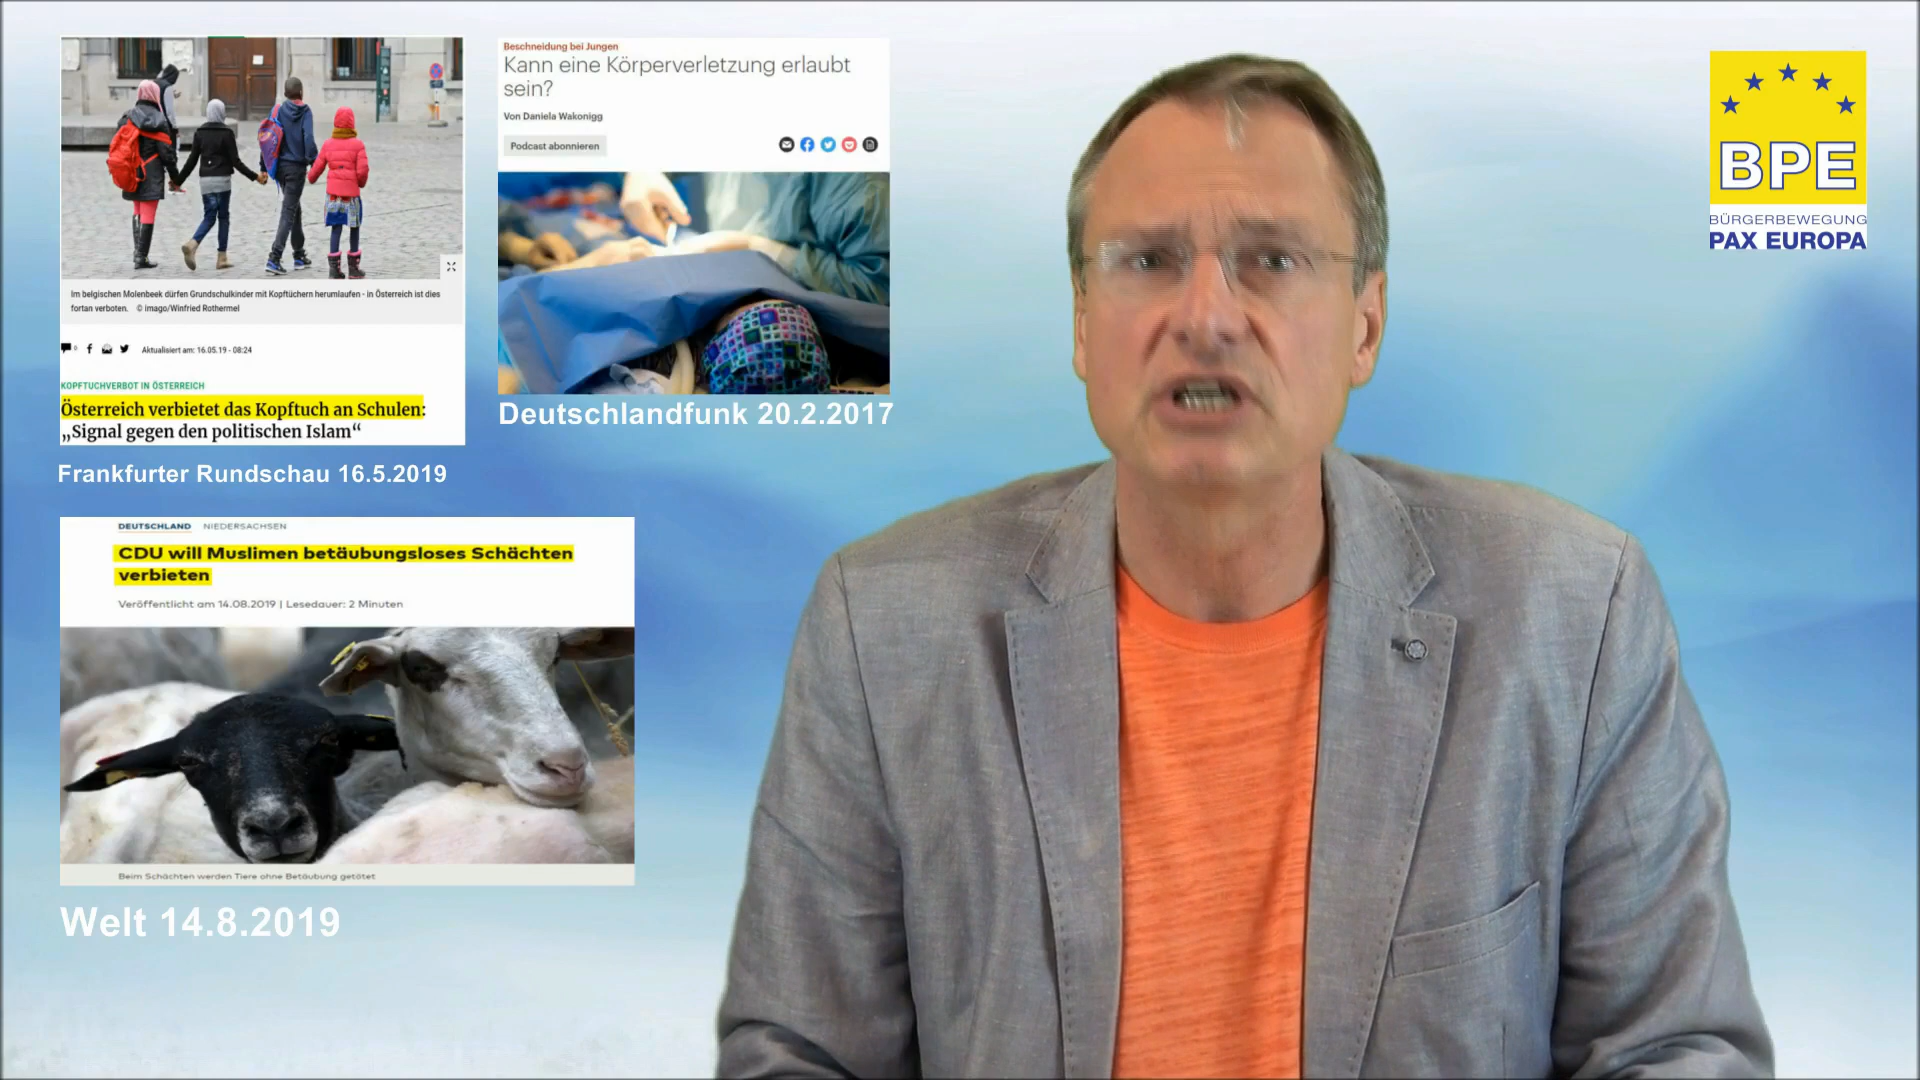 Im belgischen Molenbeek dürfen Grundschulkinder mit Kopftüchern herumlaufen - in Österreich ist dies
fortan verboten. © imago/Winfried Rothermel
Aktualisiert am: 16.05.19 - 08:24
KOPFTUCHVERBOT IN ÖSTERREICH
Österreich verbietet das Kopftuch an Schulen:
„Signal gegen den politischen Islam“
Frankfurter Rundschau 16.5.2019
Beschneidung bei Jungen
Kann eine Körperverletzung erlaubt
sein?
Von Daniela Wakonigg
Podcast abonnieren
Deutschlandfunk 20.2.2017
DEUTSCHLAND NIEDERSACHSEN
CDU will Muslimen betäubungsloses Schächten
verbieten
Veröffentlicht am 14.08.2019 | Lesedauer: 2 Minuten
Beim Schächten werden Tiere ohne Betäubung getötet
Welt 14.8.2019
BPE
BÜRGERBEWEGUNG
PAX EUROPA